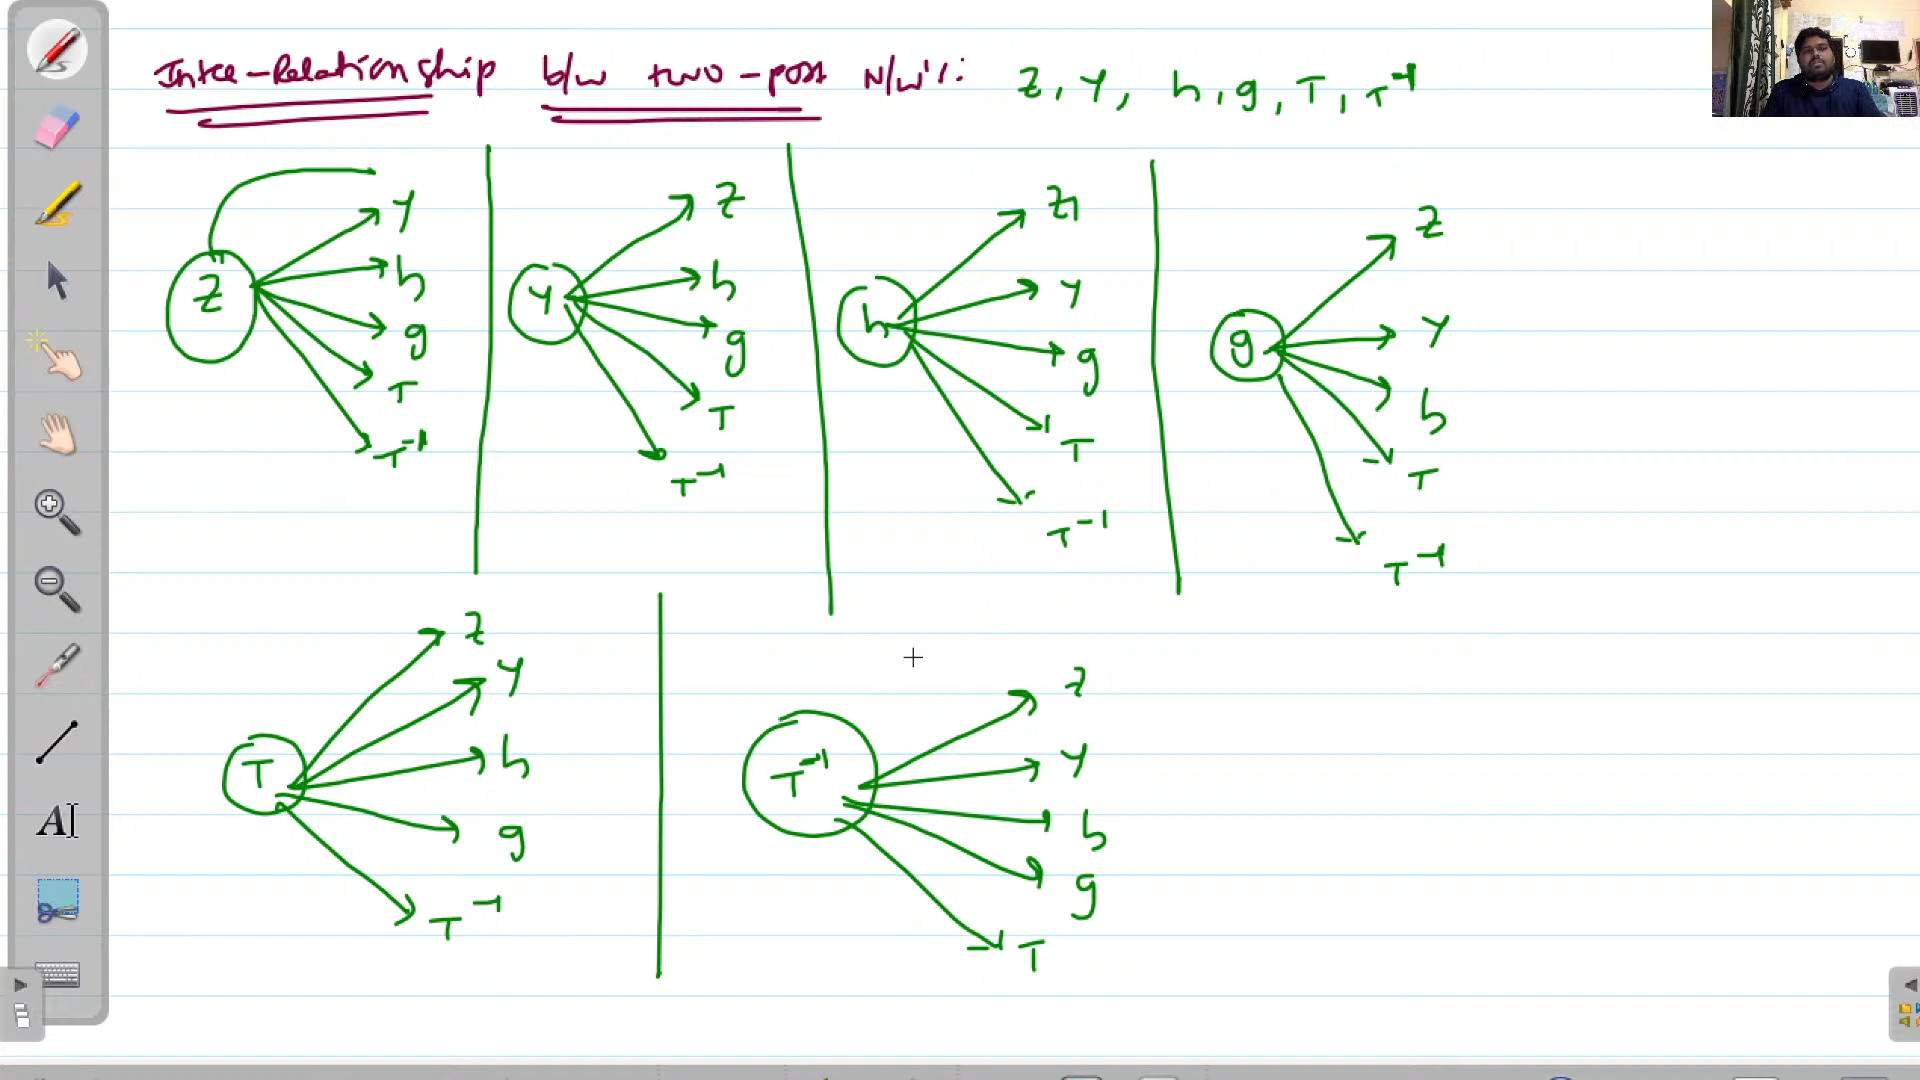 Inter-Relationship b/w two-port N/w's: Z, Y, h, g, T, T⁻¹
Z Y h g T T⁻¹
Y Z h g T T⁻¹
h Z Y g T T⁻¹
g Z Y h T T⁻¹
T Z Y h g T⁻¹
T⁻¹ Z Y h g T